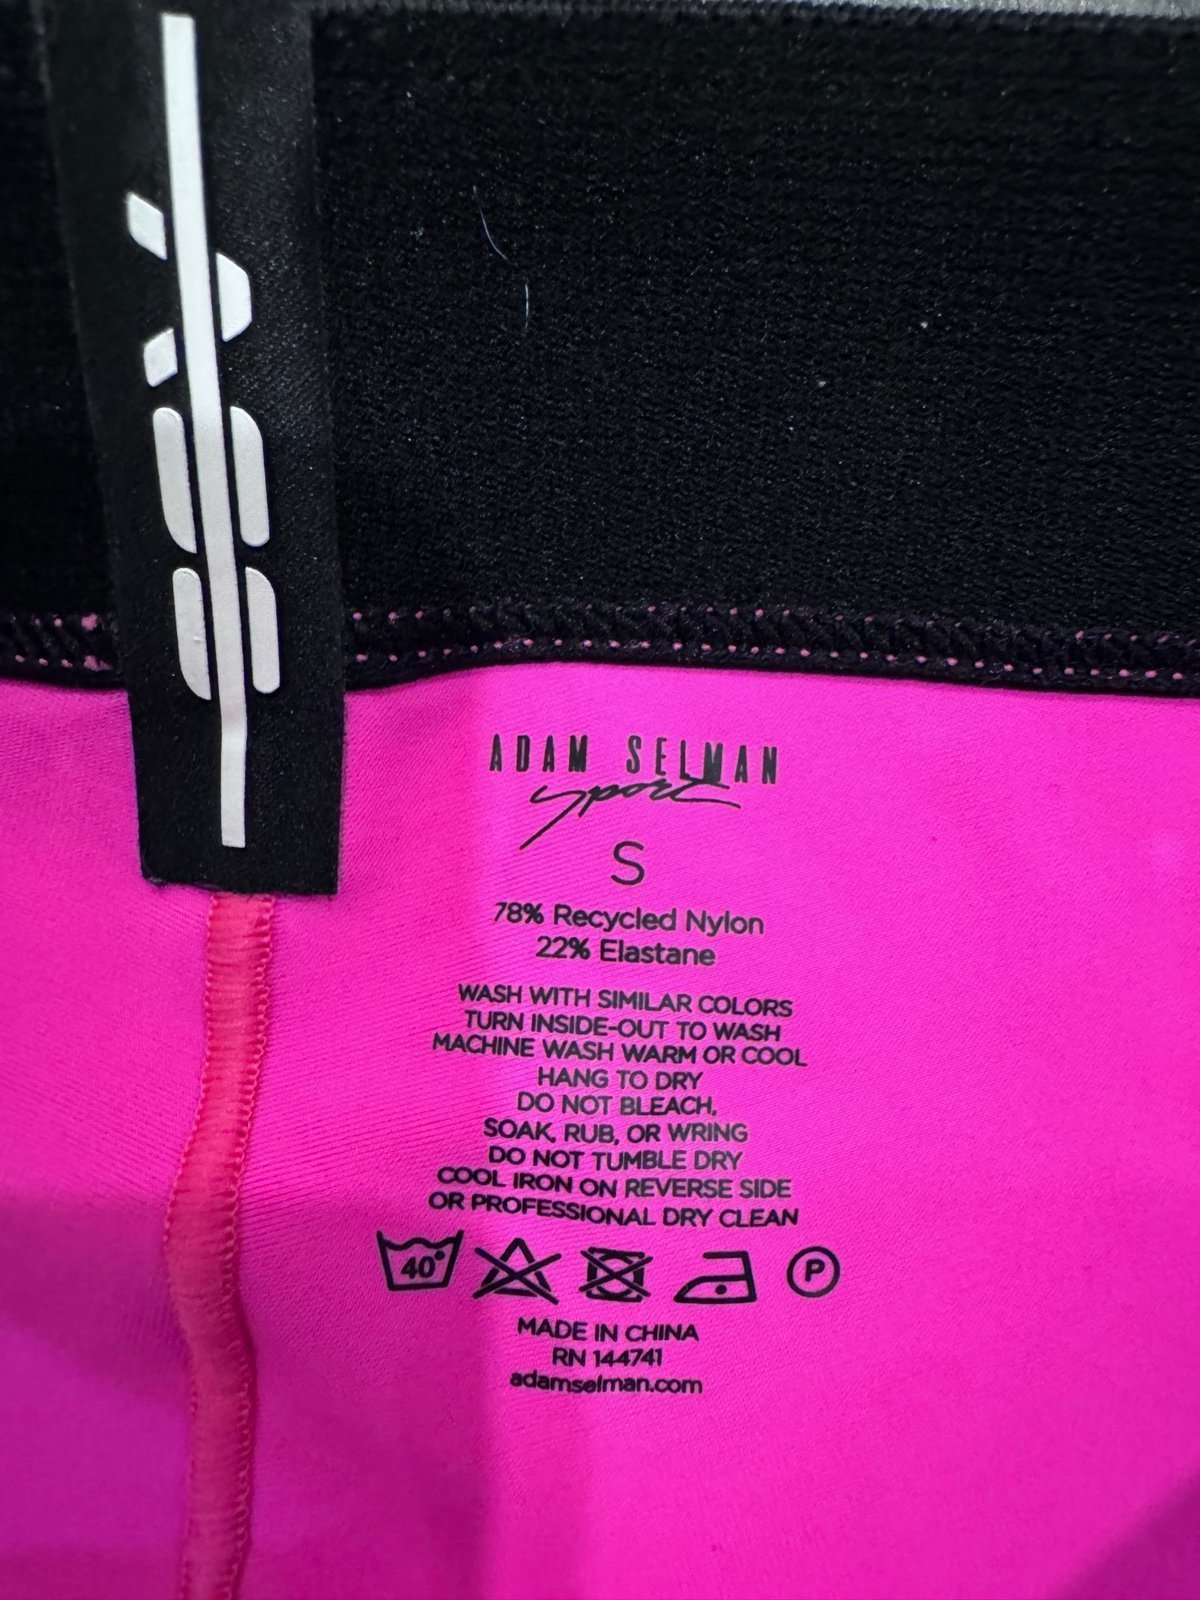 ASS
ADAM SELMAN
Sport
S
78% Recycled Nylon
22% Elastane
WASH WITH SIMILAR COLORS
TURN INSIDE-OUT TO WASH
MACHINE WASH WARM OR COOL
HANG TO DRY
DO NOT BLEACH,
SOAK, RUB, OR WRING
DO NOT TUMBLE DRY
COOL IRON ON REVERSE SIDE
OR PROFESSIONAL DRY CLEAN
40° P
MADE IN CHINA
RN 144741
adamselman.com